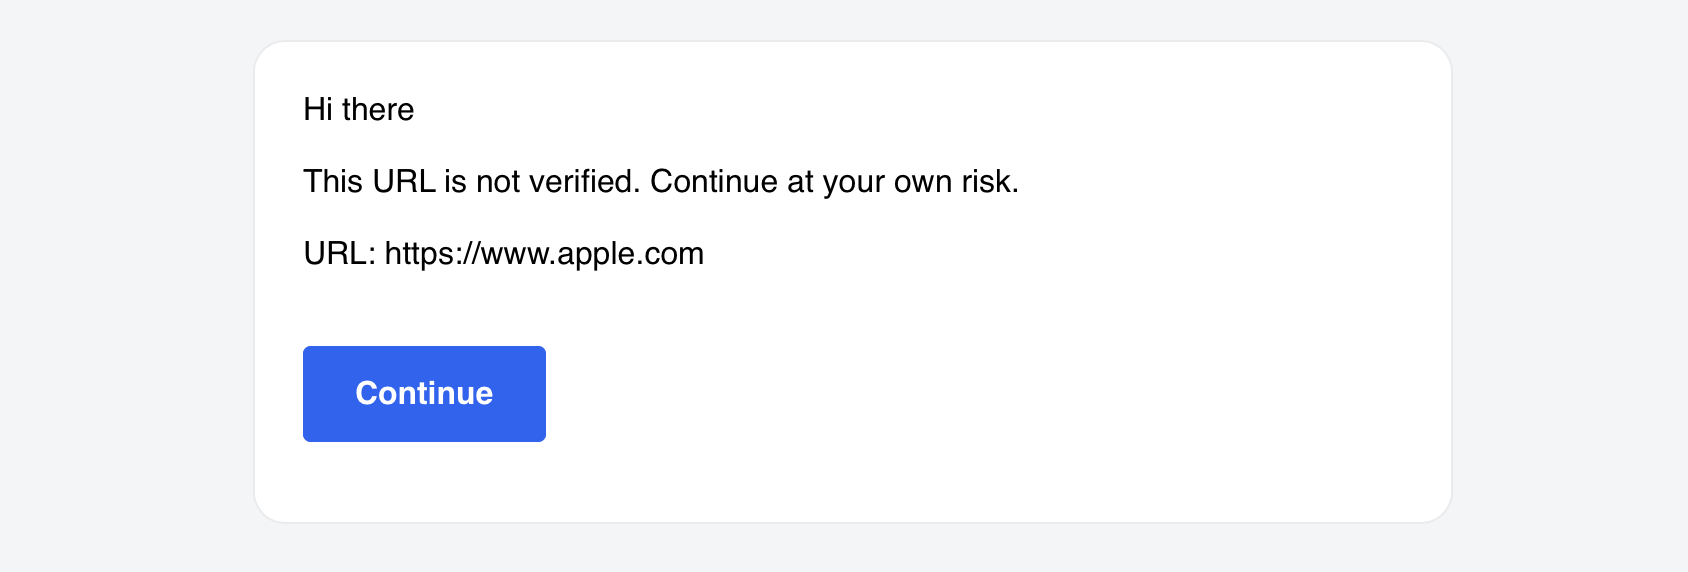 Hi there
This URL is not verified. Continue at your own risk.
URL: https://www.apple.com
Continue